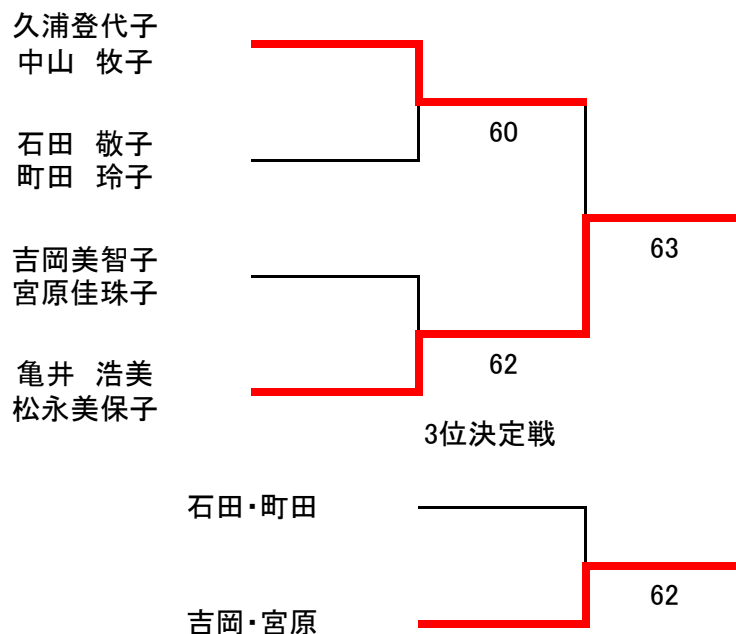 久浦登代子
中山　牧子
60
石田　敬子
町田　玲子
吉岡美智子
宮原佳珠子
63
亀井　浩美
松永美保子
62
3位決定戦
石田・町田
62
吉岡・宮原